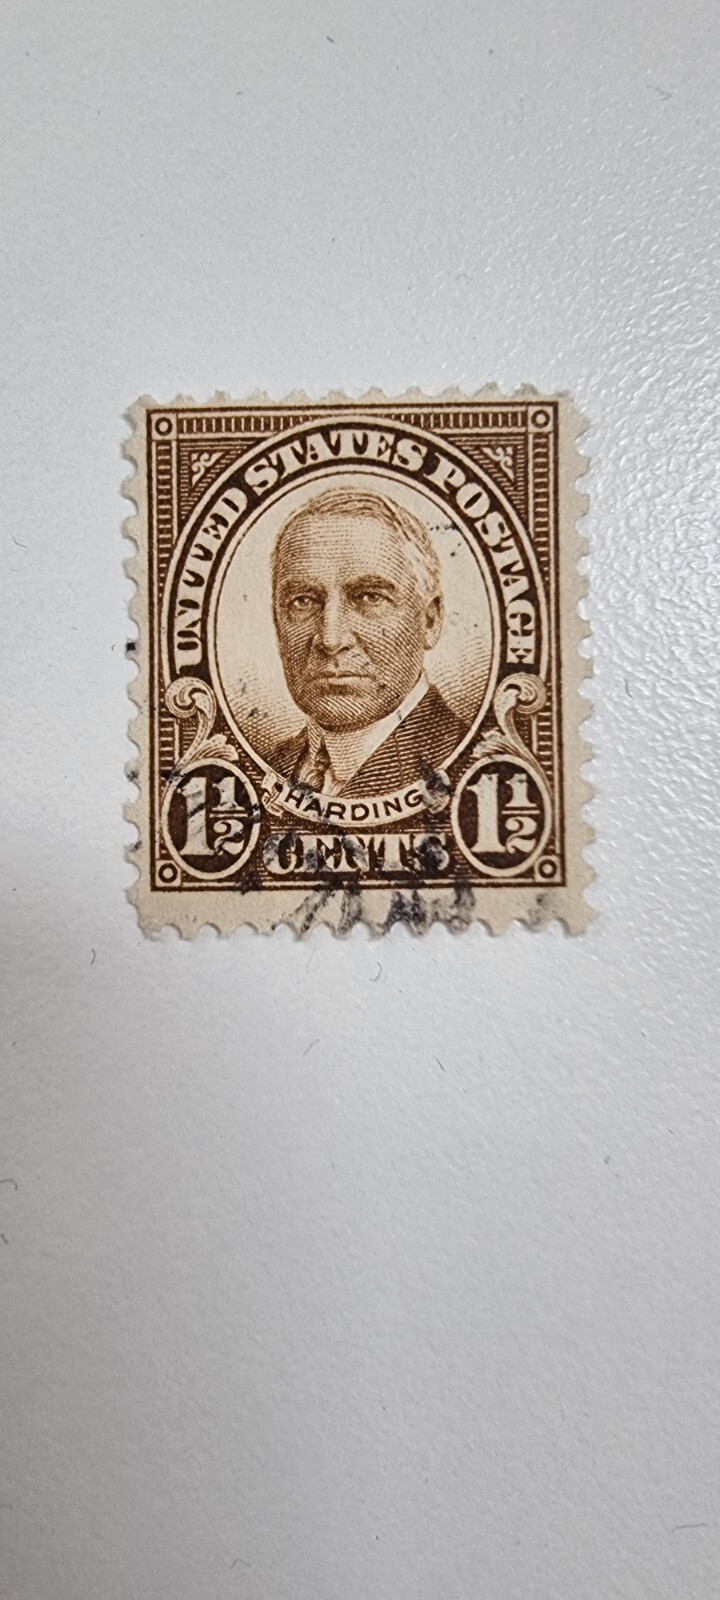 UNITED STATES POSTAGE
HARDING
1½ 1½
CENTS